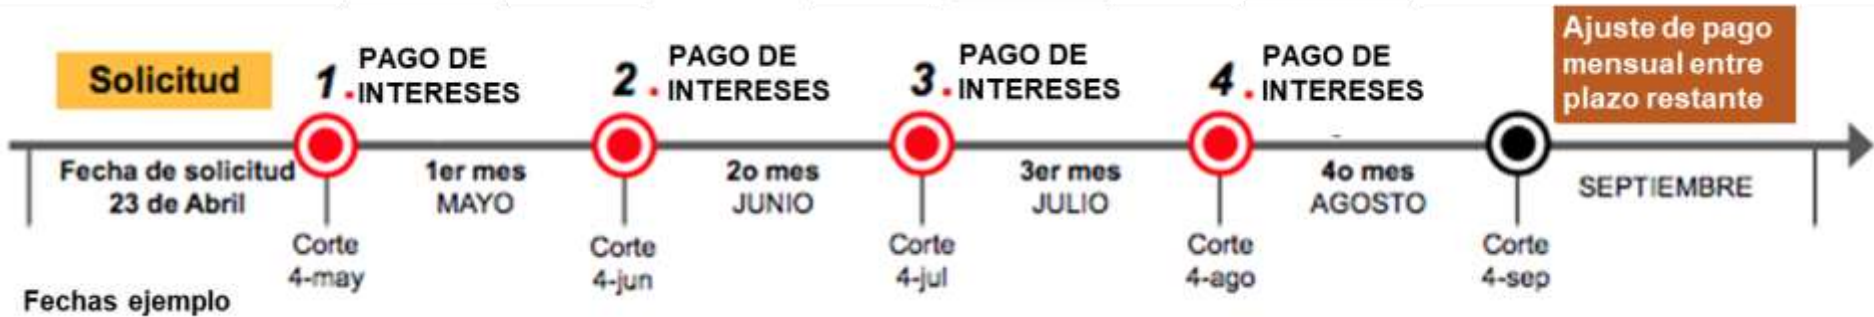 Solicitud
1. PAGO DE
INTERESES
2. PAGO DE
INTERESES
3. PAGO DE
INTERESES
4. PAGO DE
INTERESES
Ajuste de pago
mensual entre
plazo restante
Fecha de solicitud
23 de Abril
1er mes
MAYO
2o mes
JUNIO
3er mes
JULIO
4o mes
AGOSTO
SEPTIEMBRE
Corte
4-may
Corte
4-jun
Corte
4-jul
Corte
4-ago
Corte
4-sep
Fechas ejemplo